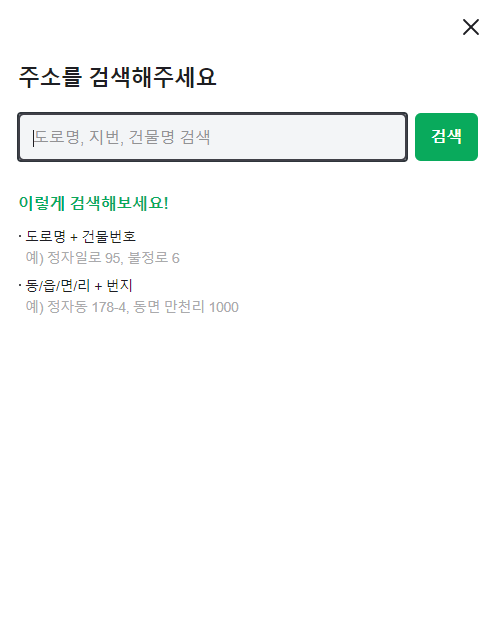 주소를 검색해주세요
도로명, 지번, 건물명 검색
검색
이렇게 검색해보세요!
· 도로명 + 건물번호
예) 정자일로 95, 불정로 6
· 동/읍/면/리 + 번지
예) 정자동 178-4, 동면 만천리 1000